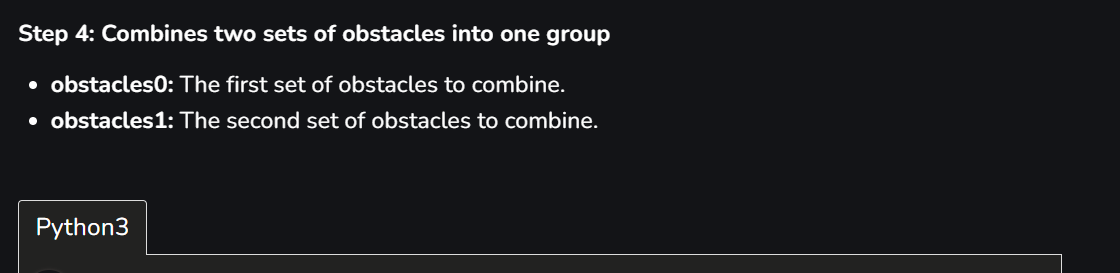 Step 4: Combines two sets of obstacles into one group
obstacles0: The first set of obstacles to combine.
obstacles1: The second set of obstacles to combine.
Python3